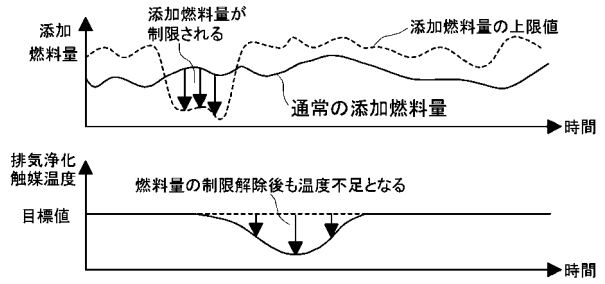 添加
燃料量
添加燃料量が
制限される
添加燃料量の上限値
通常の添加燃料量
時間
排気浄化
触媒温度
燃料量の制限解除後も温度不足となる
目標値
時間